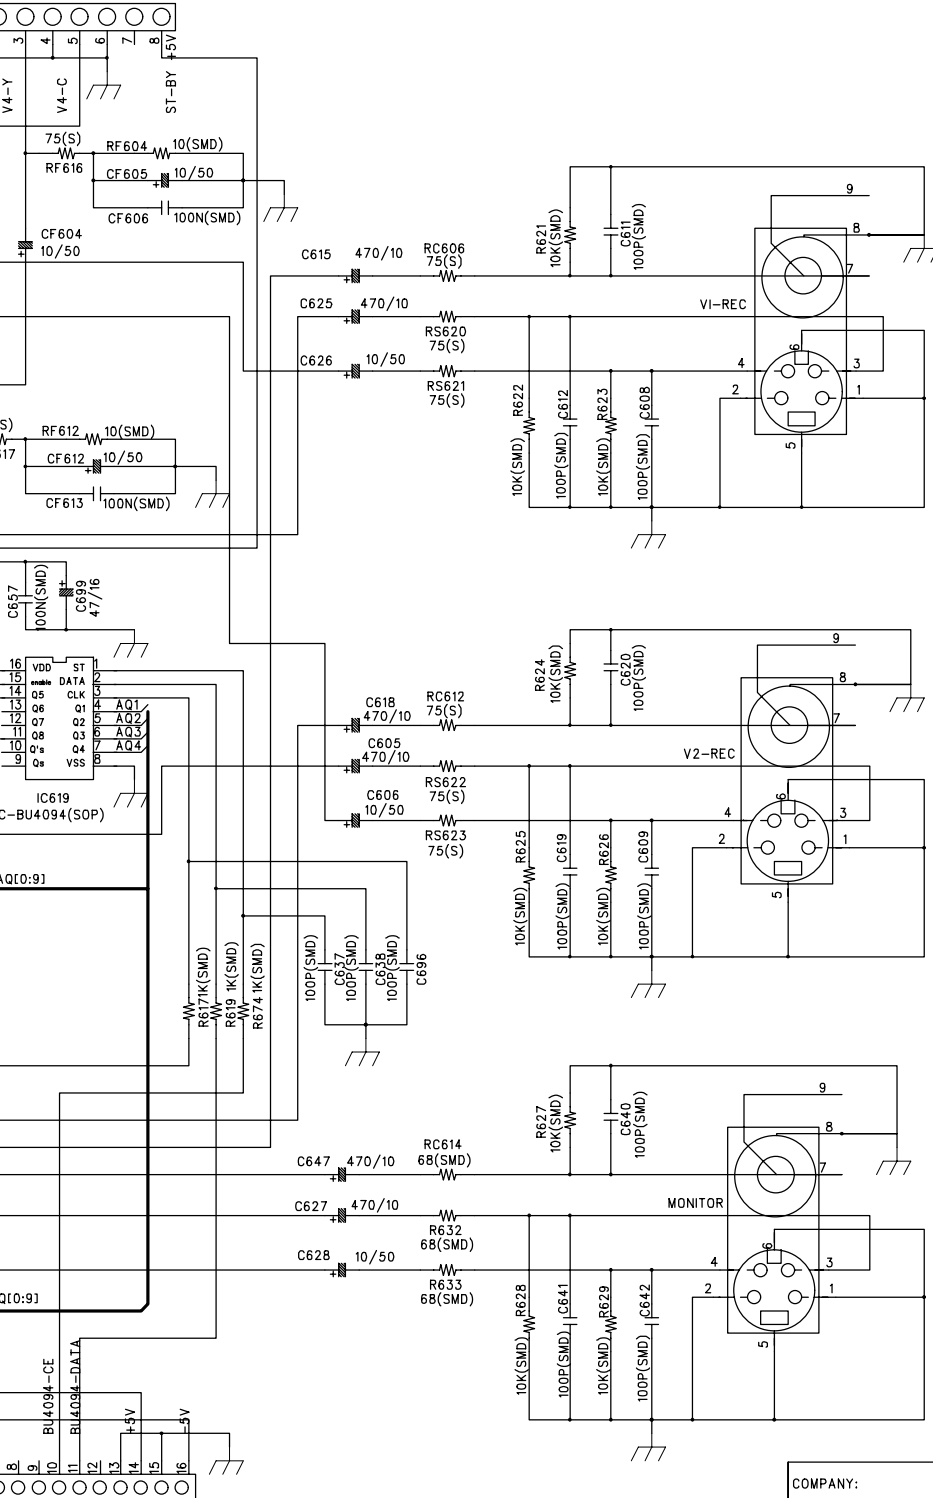 3
4
5
6
7
8
+5V
V4-Y
V4-C
ST-BY
75(S)
RF616
RF604
10(SMD)
CF605
10/50
+
CF606
100N(SMD)
CF604
10/50
+
C615
470/10
+
RC606
75(S)
C625
470/10
+
RS620
75(S)
C626
10/50
+
RS621
75(S)
R621
10K(SMD)
C611
100P(SMD)
9
8
7
V1-REC
6
4
3
2
1
5
R622
10K(SMD)
C612
100P(SMD)
R623
10K(SMD)
C608
100P(SMD)
S)
617
RF612
10(SMD)
CF612
10/50
+
CF613
100N(SMD)
C657
100N(SMD)
+
C699
47/16
16 VDD ST 1
15 enable DATA 2
14 Q5 CLK 3
13 Q6 Q1 4 AQ1
12 Q7 Q2 5 AQ2
11 Q8 Q3 6 AQ3
10 Q's Q4 7 AQ4
9 Qs VSS 8
IC619
C-BU4094(SOP)
AQ[0:9]
C618
470/10
+
RC612
75(S)
C605
470/10
+
RS622
75(S)
C606
10/50
+
RS623
75(S)
R624
10K(SMD)
C620
100P(SMD)
9
8
7
V2-REC
6
4
3
2
1
5
R625
10K(SMD)
C619
100P(SMD)
R626
10K(SMD)
C609
100P(SMD)
R617 1K(SMD)
R619 1K(SMD)
R674 1K(SMD)
100P(SMD)
C637
100P(SMD)
C638
100P(SMD)
C696
C647
470/10
+
RC614
68(SMD)
C627
470/10
+
R632
68(SMD)
C628
10/50
+
R633
68(SMD)
R627
10K(SMD)
C640
100P(SMD)
9
8
7
MONITOR
6
4
3
2
1
5
R628
10K(SMD)
C641
100P(SMD)
R629
10K(SMD)
C642
100P(SMD)
Q[0:9]
BU4094-CE
BU4094-DATA
+5V
-5V
8
9
10
11
12
13
14
15
16
COMPANY: